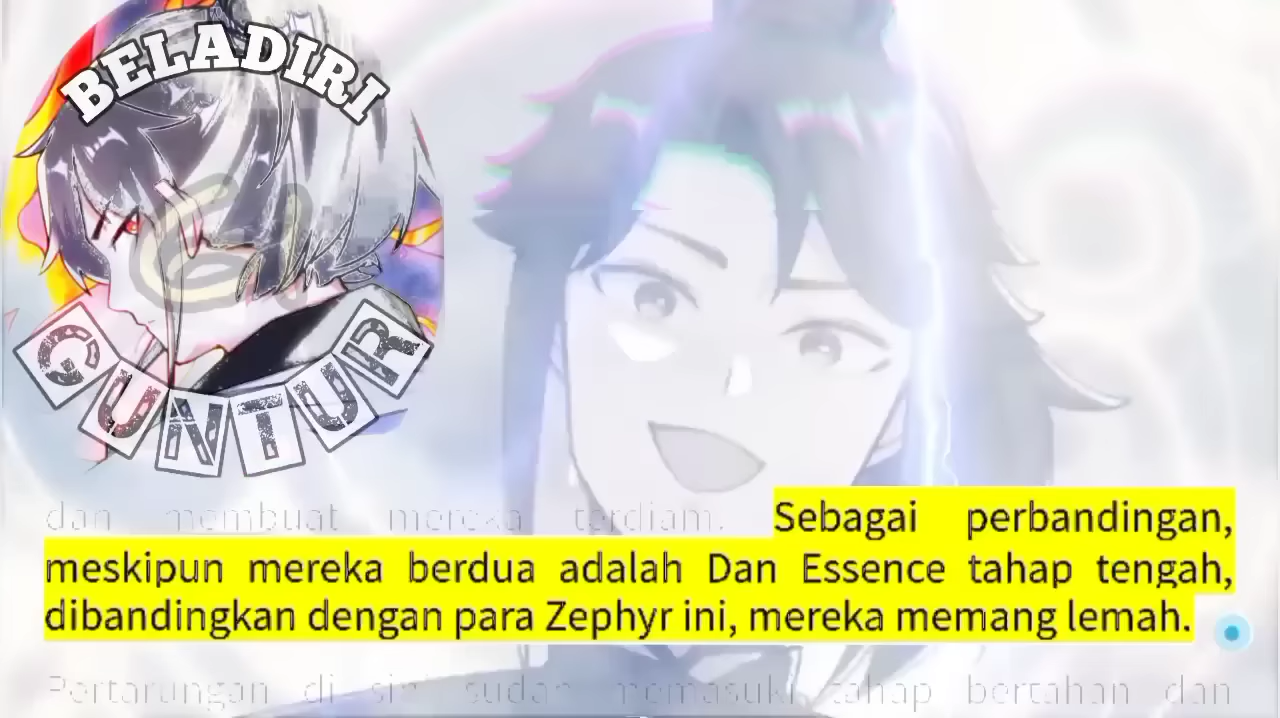 BELADIRI
GUNTUR
dan membuat mereka terdiam. Sebagai perbandingan,
meskipun mereka berdua adalah Dan Essence tahap tengah,
dibandingkan dengan para Zephyr ini, mereka memang lemah.
Pertarungan di sini sudah memasuki tahap bertahan dan